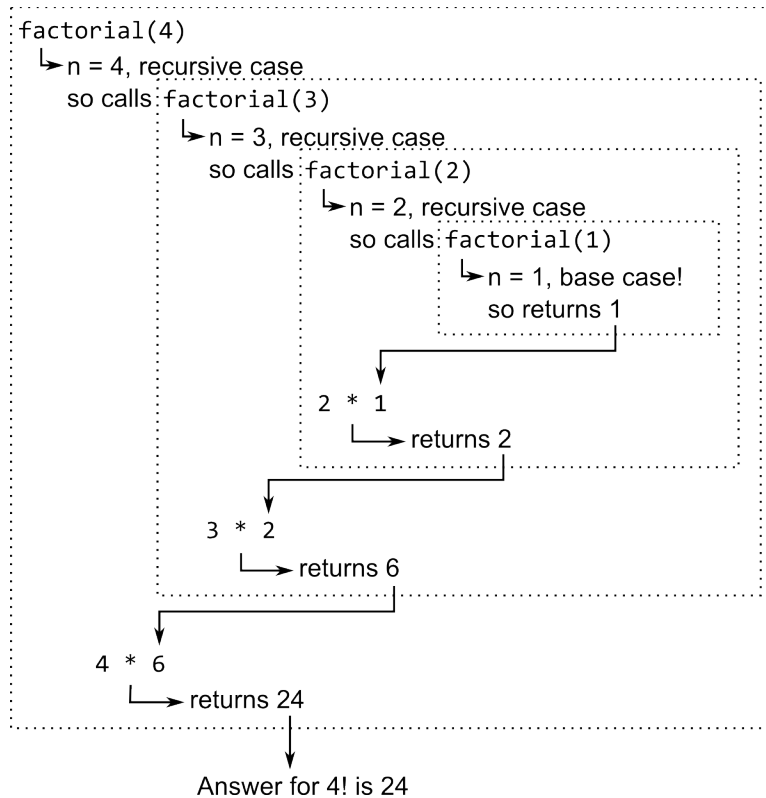 factorial(4)
n = 4, recursive case
so calls factorial(3)
n = 3, recursive case
so calls factorial(2)
n = 2, recursive case
so calls factorial(1)
n = 1, base case!
so returns 1
2 * 1
returns 2
3 * 2
returns 6
4 * 6
returns 24
Answer for 4! is 24